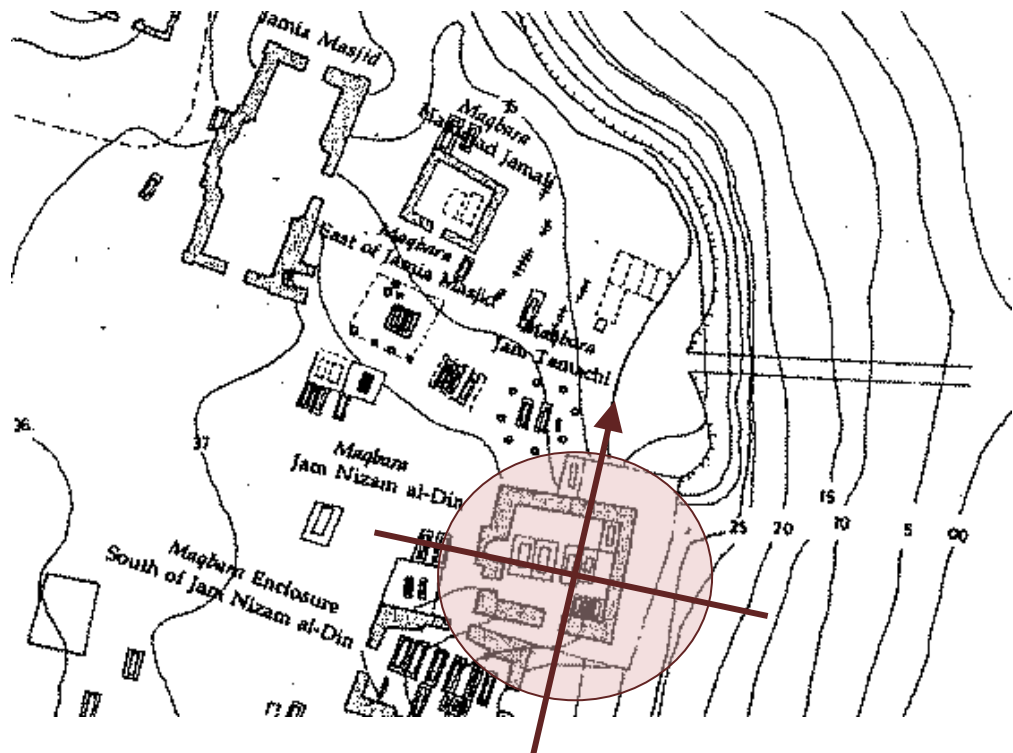 Jamia Masjid
35
Maqbara
Jamali
Maqbara
East of Jamia Masjid
Maqbara
Jam Tamachi
36
37
Maqbara
Jam Nizam al-Din
Maqbara Enclosure
South of Jam Nizam al-Din
25 20 15 10 5 00